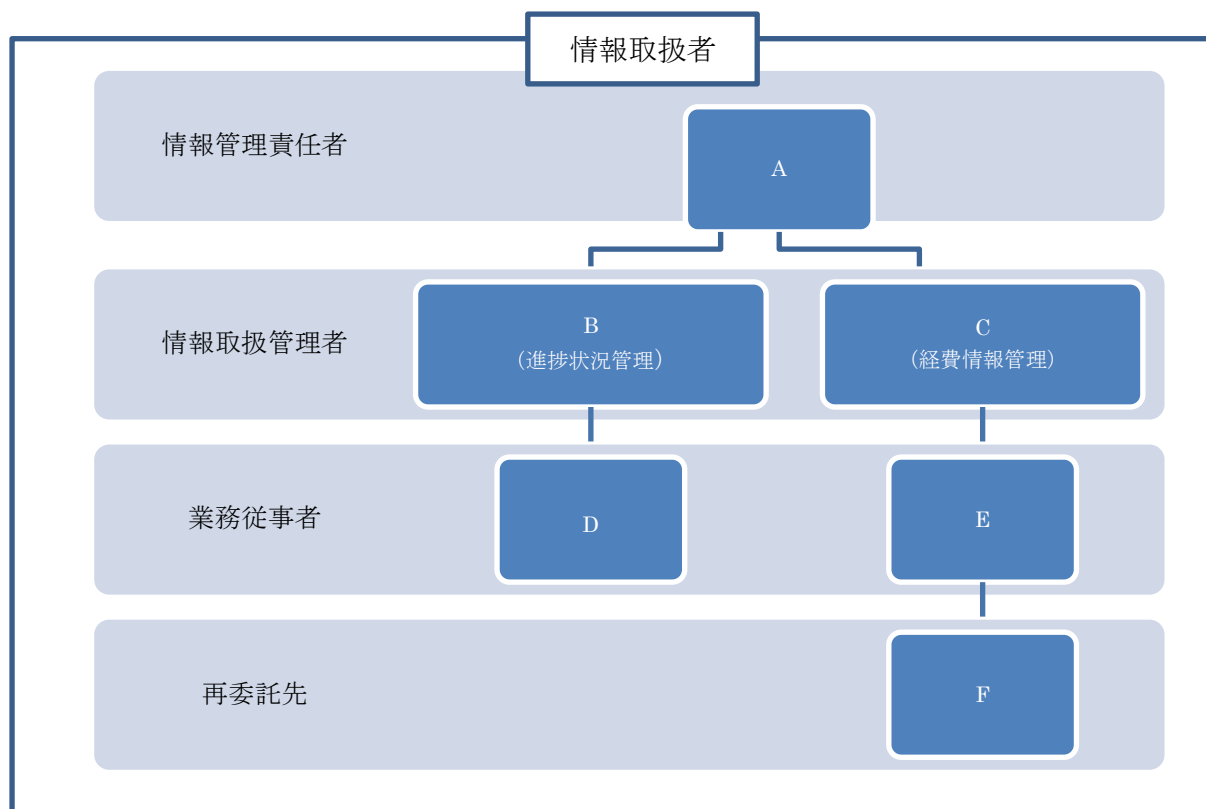 情報取扱者
情報管理責任者
A
情報取扱管理者
B
（進捗状況管理）
C
（経費情報管理）
業務従事者
D
E
再委託先
F